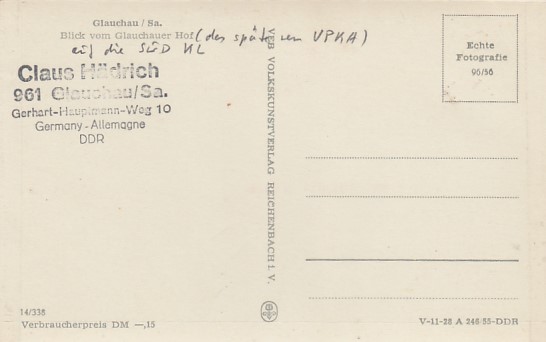 Glauchau / Sa.
Blick vom Glauchauer Hof (des späteren VPKA)
auf die SÜD KL
Claus Hädrich
961 Glauchau/Sa.
Gerhart-Hauptmann-Weg 10
Germany - Allemagne
DDR
VEB VOLKSKUNSTVERLAG REICHENBACH I. V.
Echte
Fotografie
96/56
14/338
Verbraucherpreis DM —,15
V-11-28 A 246/55-DDR